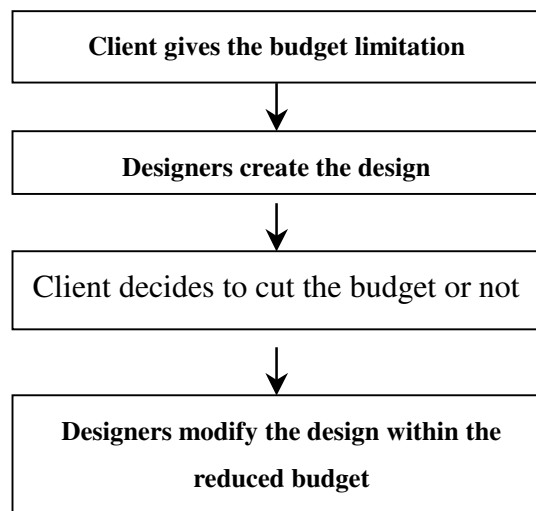 Client gives the budget limitation
Designers create the design
Client decides to cut the budget or not
Designers modify the design within the
reduced budget